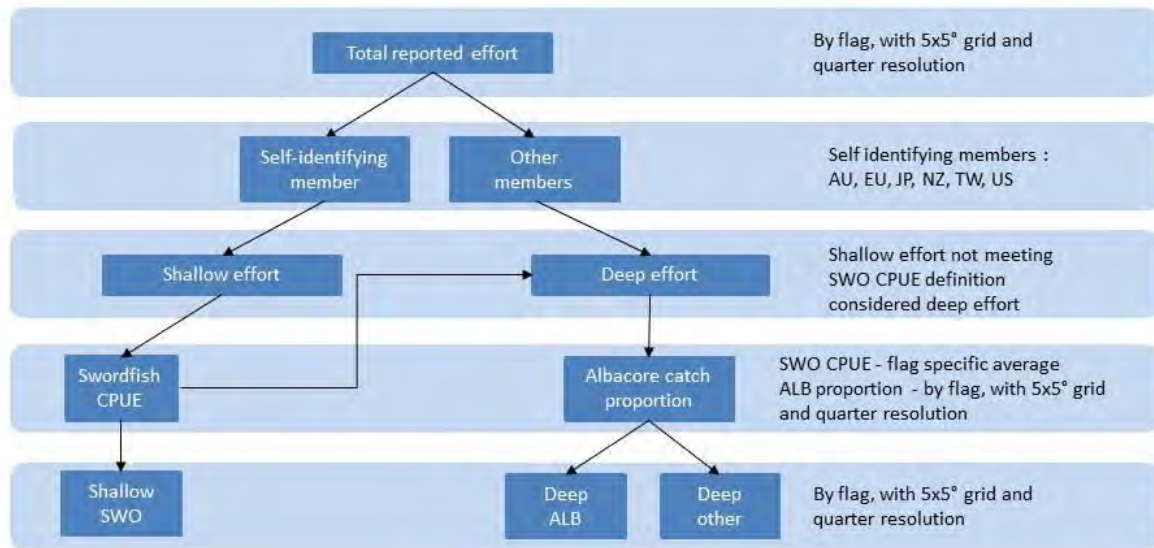 Total reported effort
By flag, with 5x5° grid and
quarter resolution
Self-identifying
member
Other
members
Self identifying members :
AU, EU, JP, NZ, TW, US
Shallow effort
Deep effort
Shallow effort not meeting
SWO CPUE definition
considered deep effort
Swordfish
CPUE
Albacore catch
proportion
SWO CPUE - flag specific average
ALB proportion - by flag, with 5x5° grid
and quarter resolution
Shallow
SWO
Deep
ALB
Deep
other
By flag, with 5x5° grid and
quarter resolution